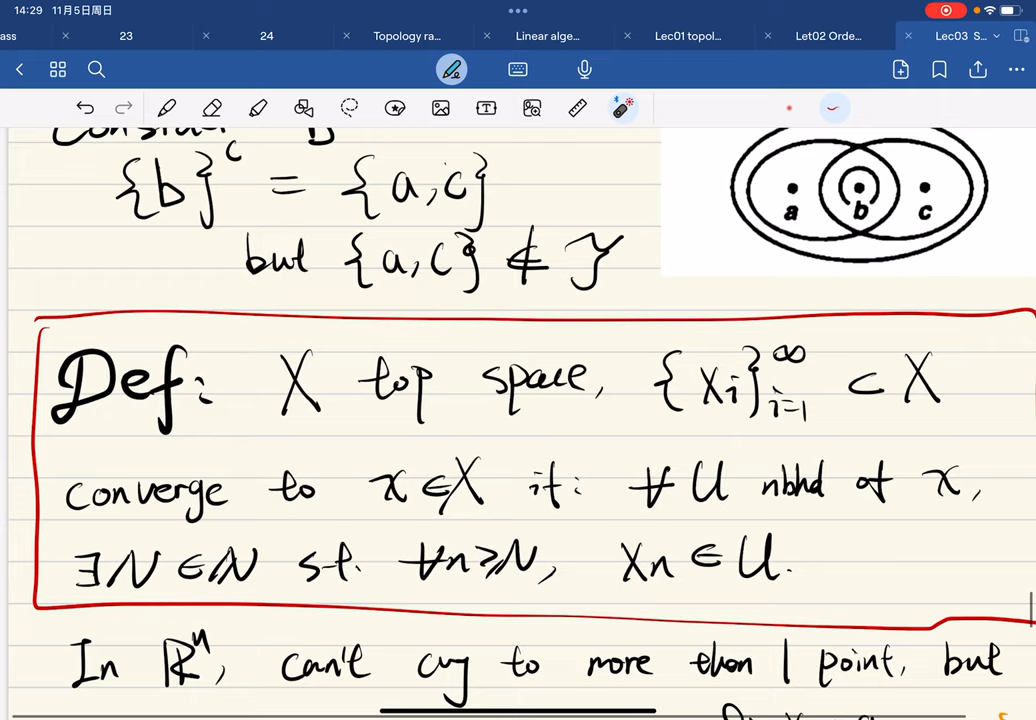 14:29 11月5日周日
ass 23 24 Topology ra... Linear alge... Lec01 topol... Let02 Orde... Lec03 S...
{b}ᶜ = {a,c}
but {a,c} ∉ 𝒯
a b c
Def: X top space, {xi}_{i=1}^∞ ⊂ X
converge to x∈X if: ∀ U nbhd of x,
∃N∈ℕ s.t. ∀n≥N, Xn ∈ U.
In ℝⁿ, can't cvg to more than 1 point, but